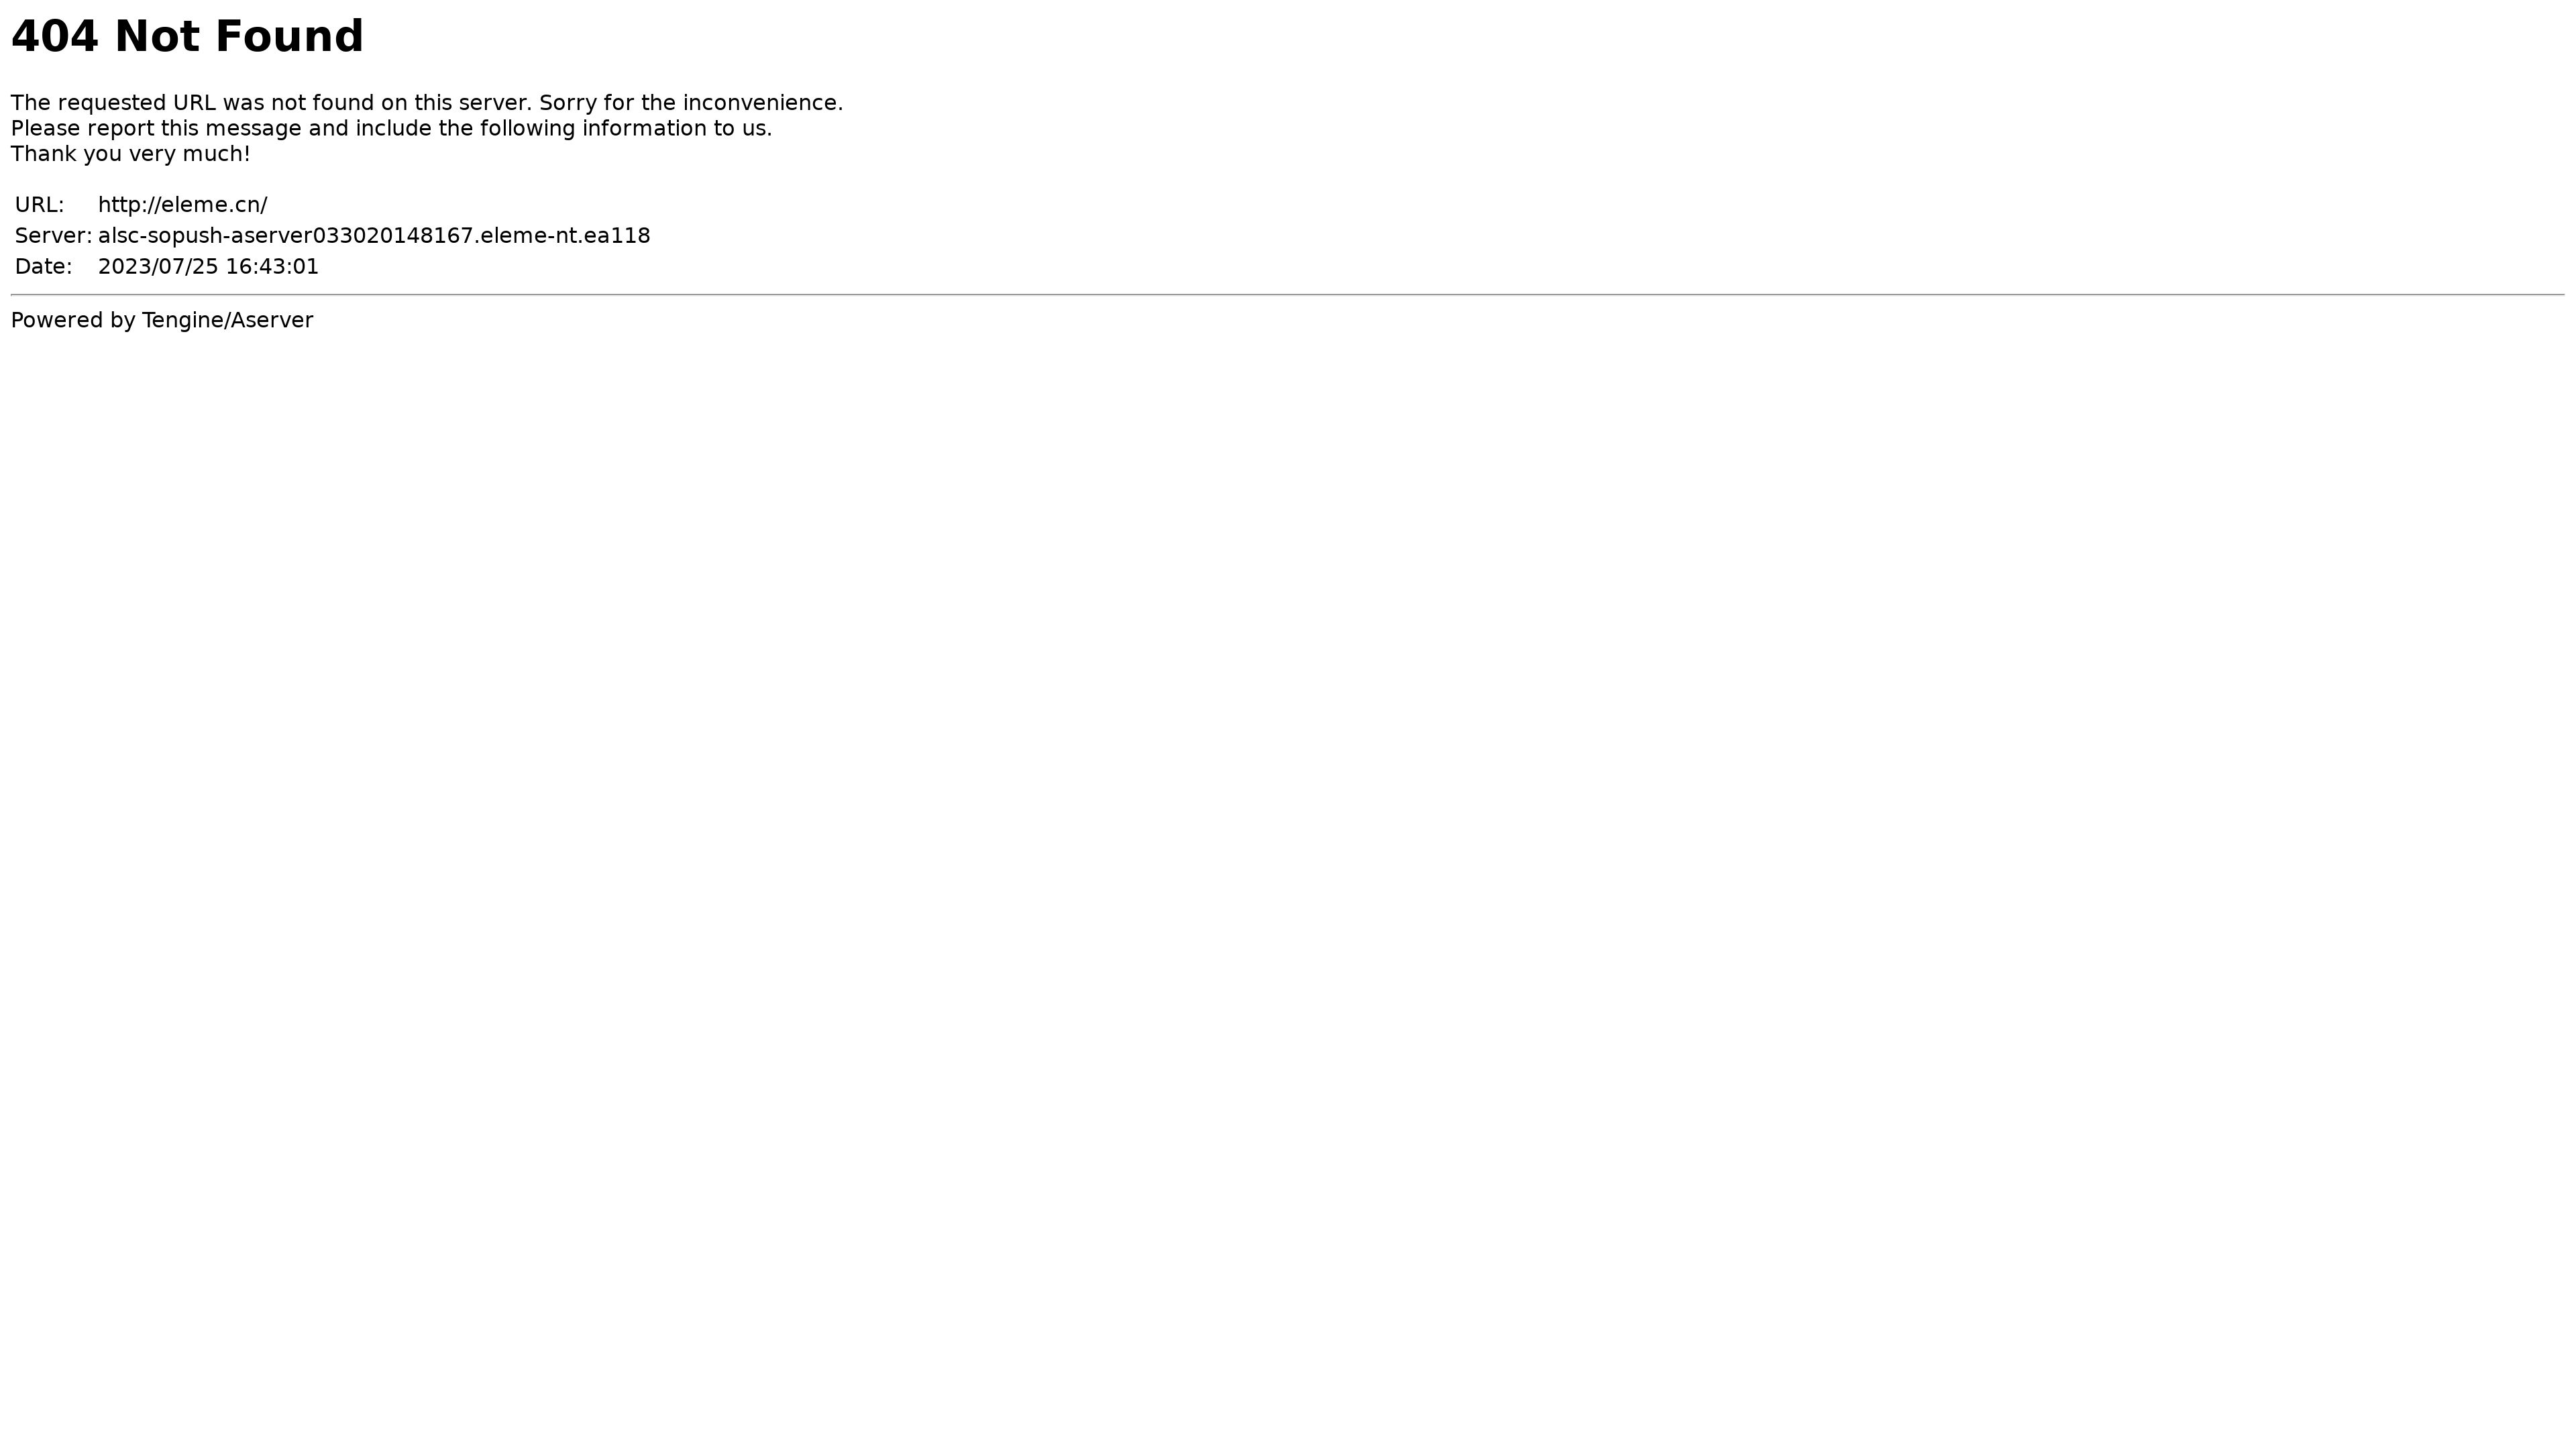 404 Not Found
The requested URL was not found on this server. Sorry for the inconvenience.
Please report this message and include the following information to us.
Thank you very much!
URL: http://eleme.cn/
Server: alsc-sopush-aserver033020148167.eleme-nt.ea118
Date: 2023/07/25 16:43:01
Powered by Tengine/Aserver